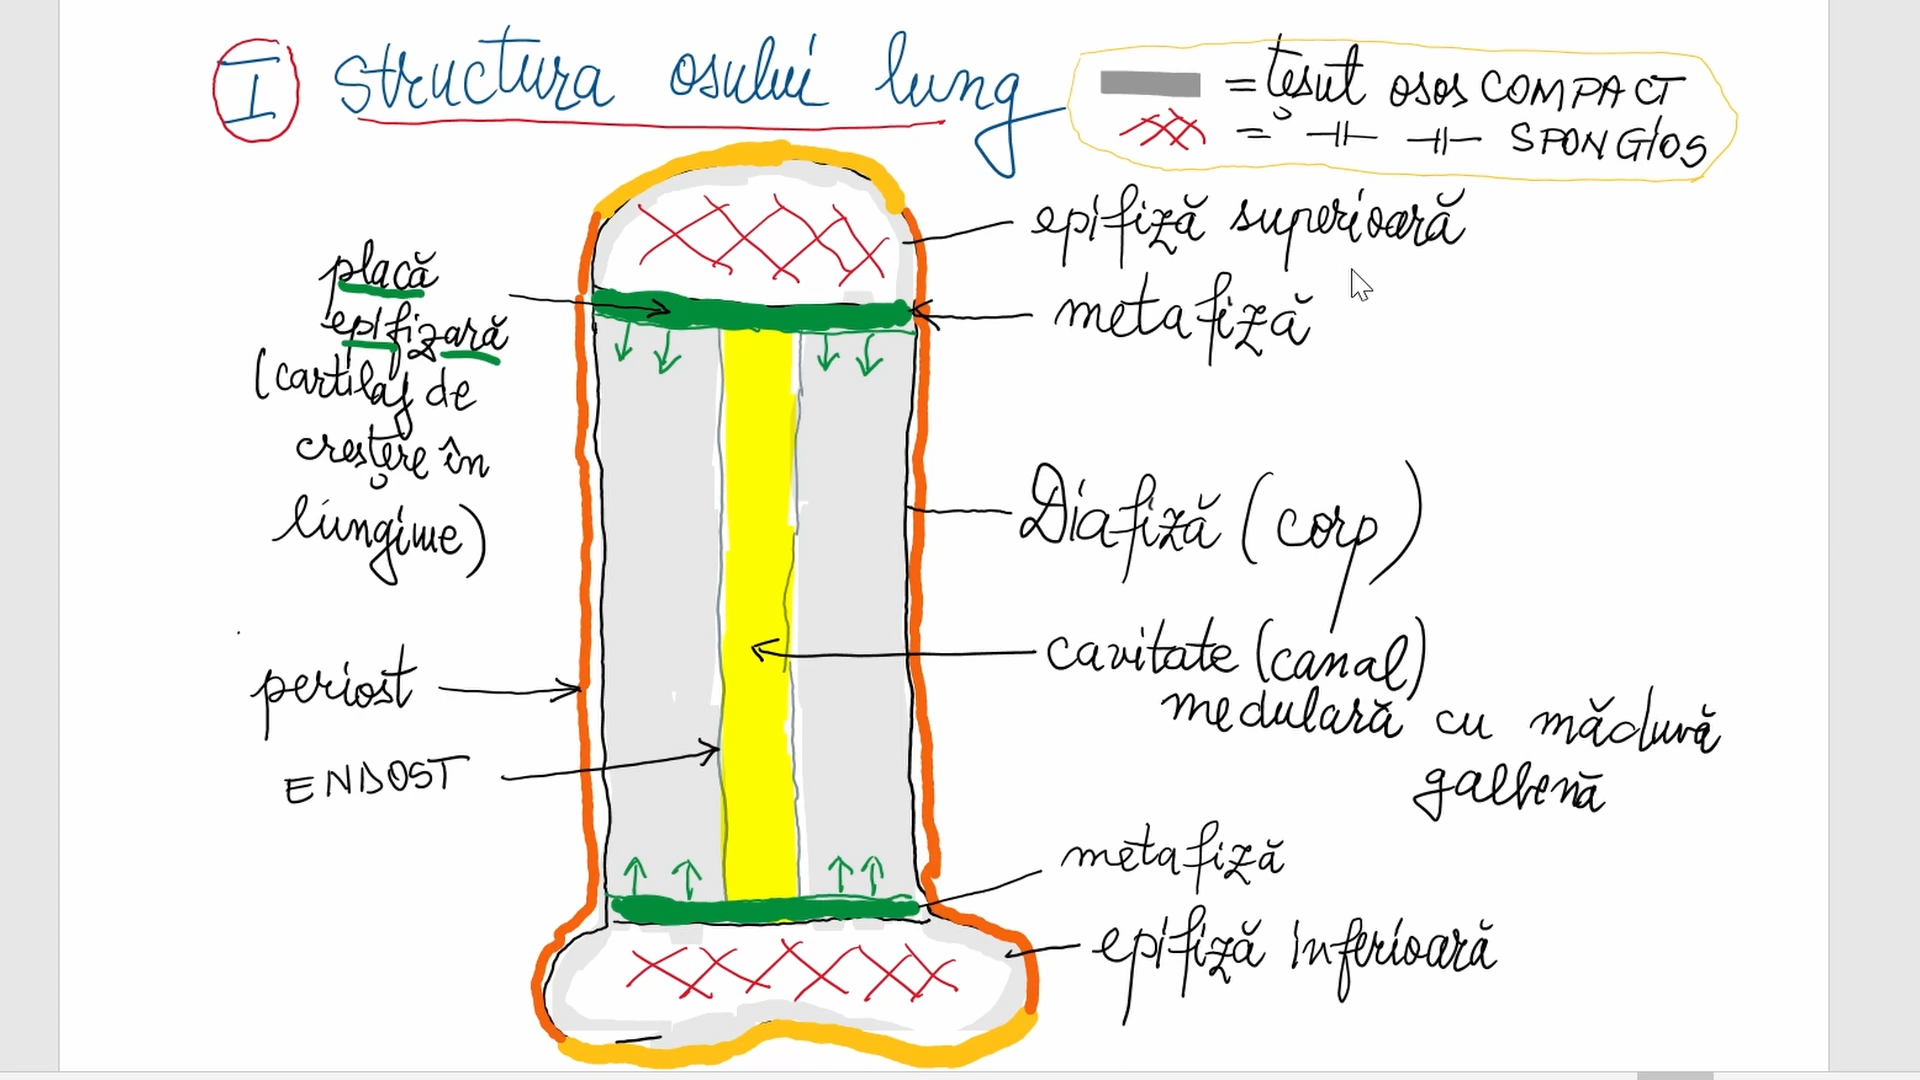 I structura osului lung
= țesut osos COMPACT
= -||- -||- SPONGIOS
epifiză superioară
metafiză
placă
epifizară
(cartilaj de
creștere în
lungime)
Diafiză (corp)
periost
cavitate (canal)
medulară cu măduvă
galbenă
ENDOST
metafiză
epifiză inferioară